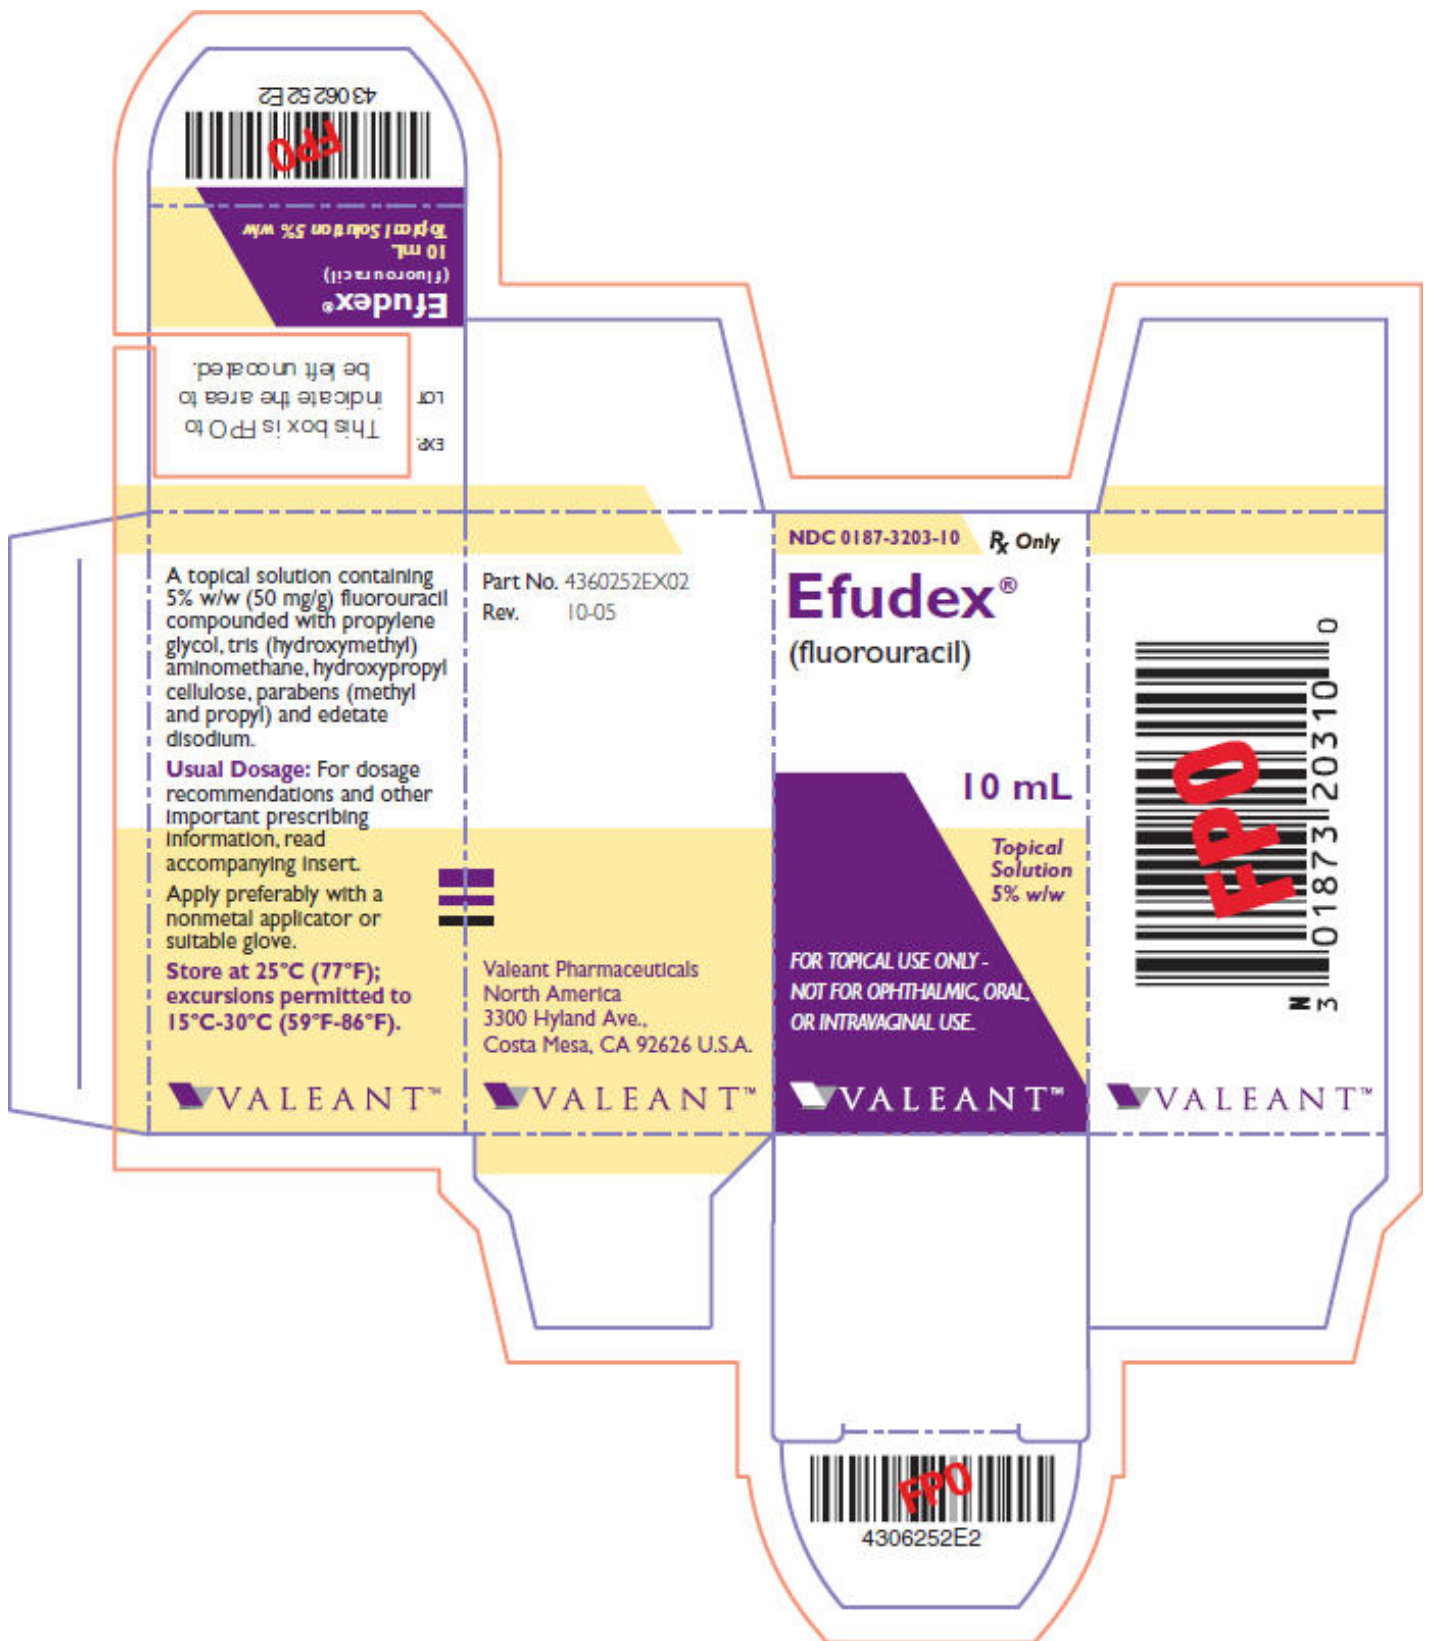 4306252E2
FPO
Efudex®
(fluorouracil)
10 mL
Topical Solution 5% w/w
EXP.
LOT
This box is FPO to
indicate the area to
be left uncoated.
A topical solution containing
5% w/w (50 mg/g) fluorouracil
compounded with propylene
glycol, tris (hydroxymethyl)
aminomethane, hydroxypropyl
cellulose, parabens (methyl
and propyl) and edetate
disodium.
Usual Dosage: For dosage
recommendations and other
important prescribing
information, read
accompanying insert.
Apply preferably with a
nonmetal applicator or
suitable glove.
Store at 25°C (77°F);
excursions permitted to
15°C-30°C (59°F-86°F).
VALEANT™
Part No. 4360252EX02
Rev. 10-05
Valeant Pharmaceuticals
North America
3300 Hyland Ave.,
Costa Mesa, CA 92626 U.S.A.
VALEANT™
NDC 0187-3203-10
Rx Only
Efudex®
(fluorouracil)
10 mL
Topical
Solution
5% w/w
FOR TOPICAL USE ONLY -
NOT FOR OPHTHALMIC, ORAL,
OR INTRAVAGINAL USE.
VALEANT™
FPO
N
3 01873 20310 0
VALEANT™
FPO
4306252E2